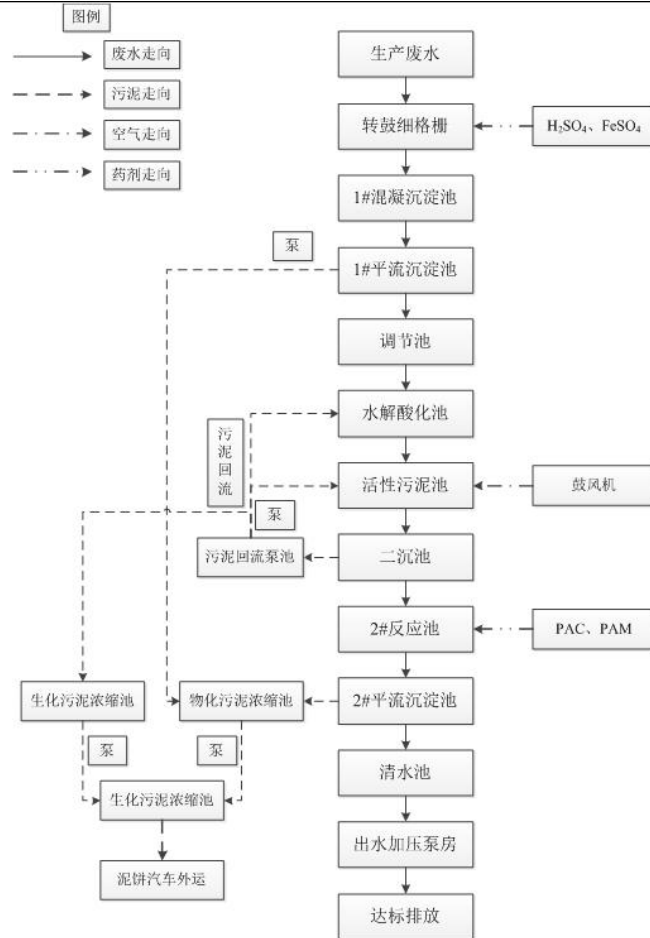 图例
废水走向
污泥走向
空气走向
药剂走向
生产废水
转鼓细格栅
H₂SO₄、FeSO₄
1#混凝沉淀池
泵
1#平流沉淀池
调节池
水解酸化池
污
泥
回
流
活性污泥池
鼓风机
泵
污泥回流泵池
二沉池
2#反应池
PAC、PAM
生化污泥浓缩池
物化污泥浓缩池
2#平流沉淀池
泵
泵
清水池
生化污泥浓缩池
出水加压泵房
泥饼汽车外运
达标排放